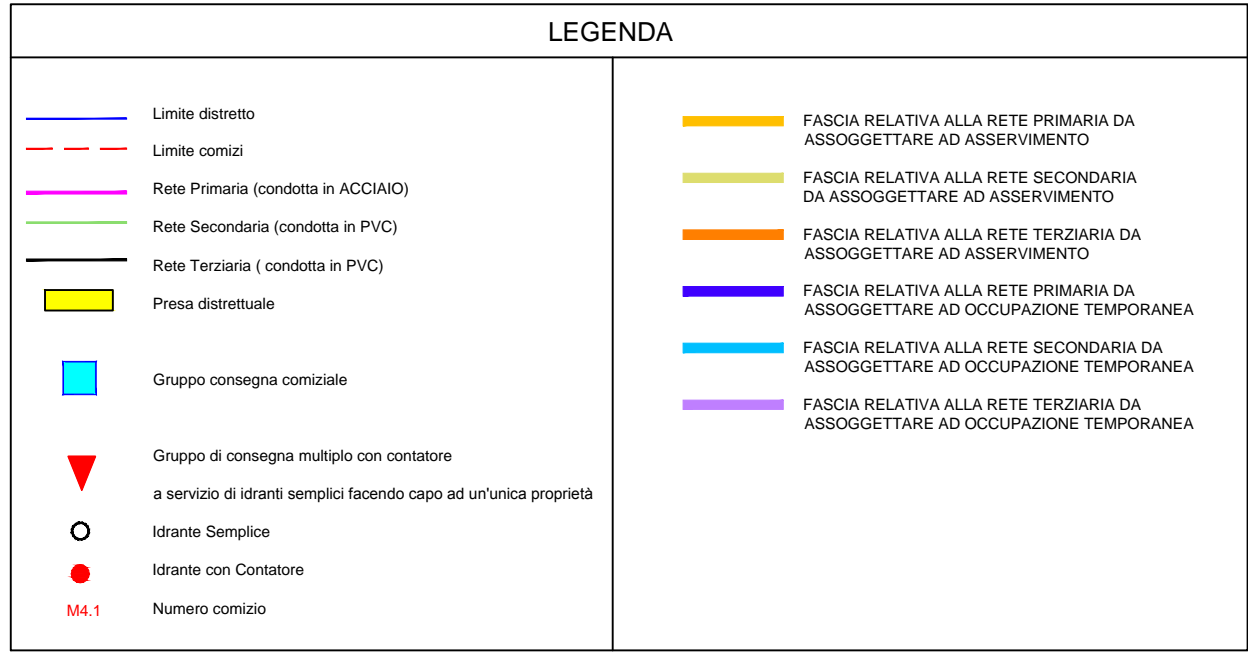 LEGENDA
Limite distretto
Limite comizi
Rete Primaria (condotta in ACCIAIO)
Rete Secondaria (condotta in PVC)
Rete Terziaria ( condotta in PVC)
Presa distrettuale
Gruppo consegna comiziale
Gruppo di consegna multiplo con contatore
a servizio di idranti semplici facendo capo ad un'unica proprietà
Idrante Semplice
Idrante con Contatore
M4.1 Numero comizio
FASCIA RELATIVA ALLA RETE PRIMARIA DA
ASSOGGETTARE AD ASSERVIMENTO
FASCIA RELATIVA ALLA RETE SECONDARIA
DA ASSOGGETTARE AD ASSERVIMENTO
FASCIA RELATIVA ALLA RETE TERZIARIA DA
ASSOGGETTARE AD ASSERVIMENTO
FASCIA RELATIVA ALLA RETE PRIMARIA DA
ASSOGGETTARE AD OCCUPAZIONE TEMPORANEA
FASCIA RELATIVA ALLA RETE SECONDARIA DA
ASSOGGETTARE AD OCCUPAZIONE TEMPORANEA
FASCIA RELATIVA ALLA RETE TERZIARIA DA
ASSOGGETTARE AD OCCUPAZIONE TEMPORANEA